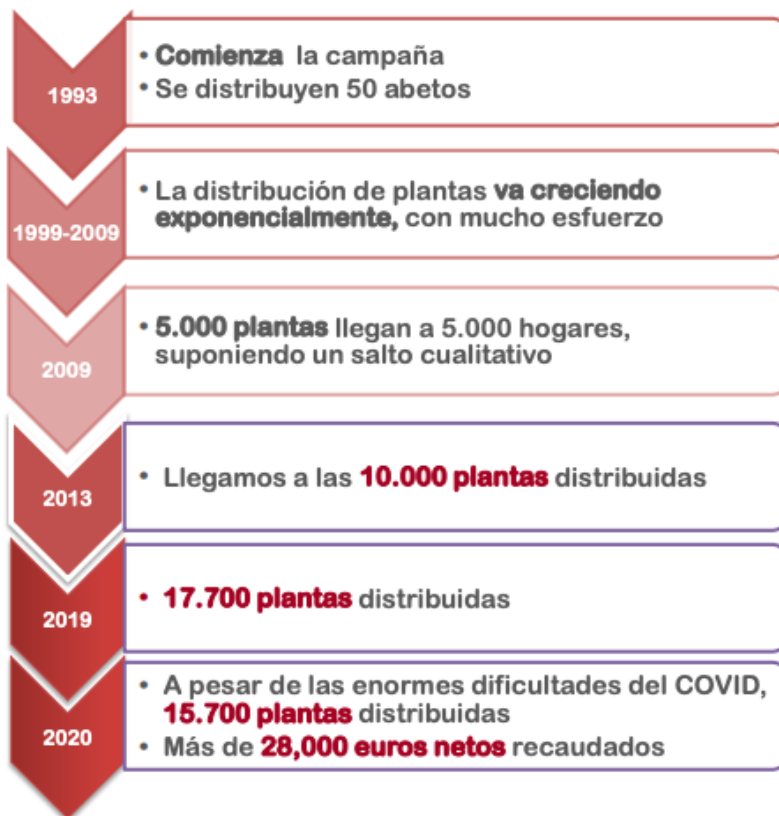 1993
• Comienza la campaña
• Se distribuyen 50 abetos
1999-2009
• La distribución de plantas va creciendo
exponencialmente, con mucho esfuerzo
2009
• 5.000 plantas llegan a 5.000 hogares,
suponiendo un salto cualitativo
2013
• Llegamos a las 10.000 plantas distribuidas
2019
• 17.700 plantas distribuidas
2020
• A pesar de las enormes dificultades del COVID,
15.700 plantas distribuidas
• Más de 28,000 euros netos recaudados